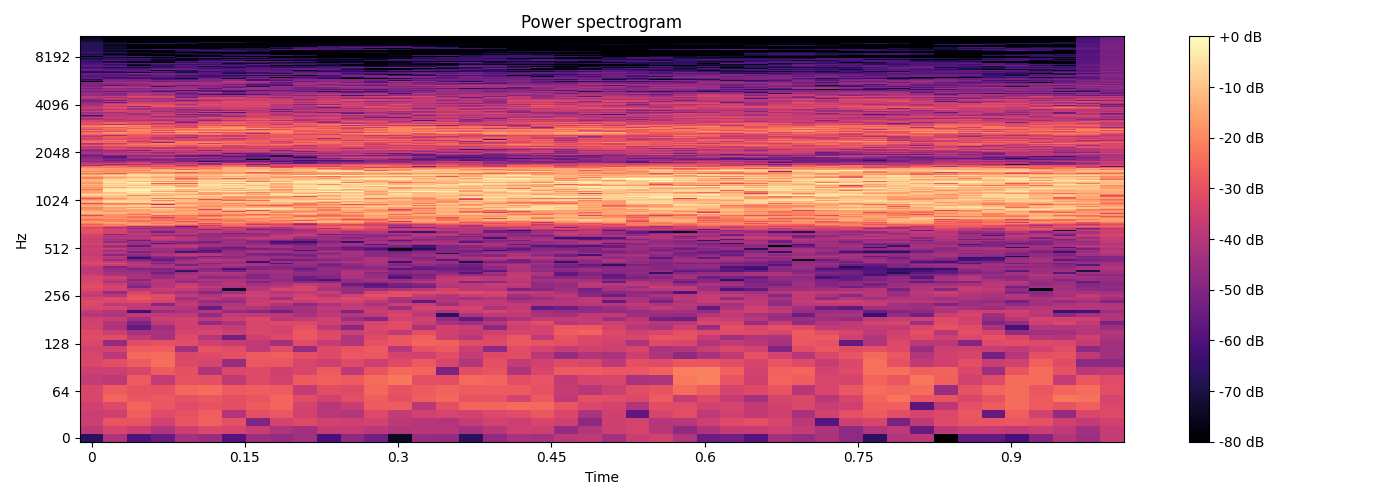 Power spectrogram
Hz
8192
4096
2048
1024
512
256
128
64
0
0 0.15 0.3 0.45 0.6 0.75 0.9
Time
+0 dB
-10 dB
-20 dB
-30 dB
-40 dB
-50 dB
-60 dB
-70 dB
-80 dB